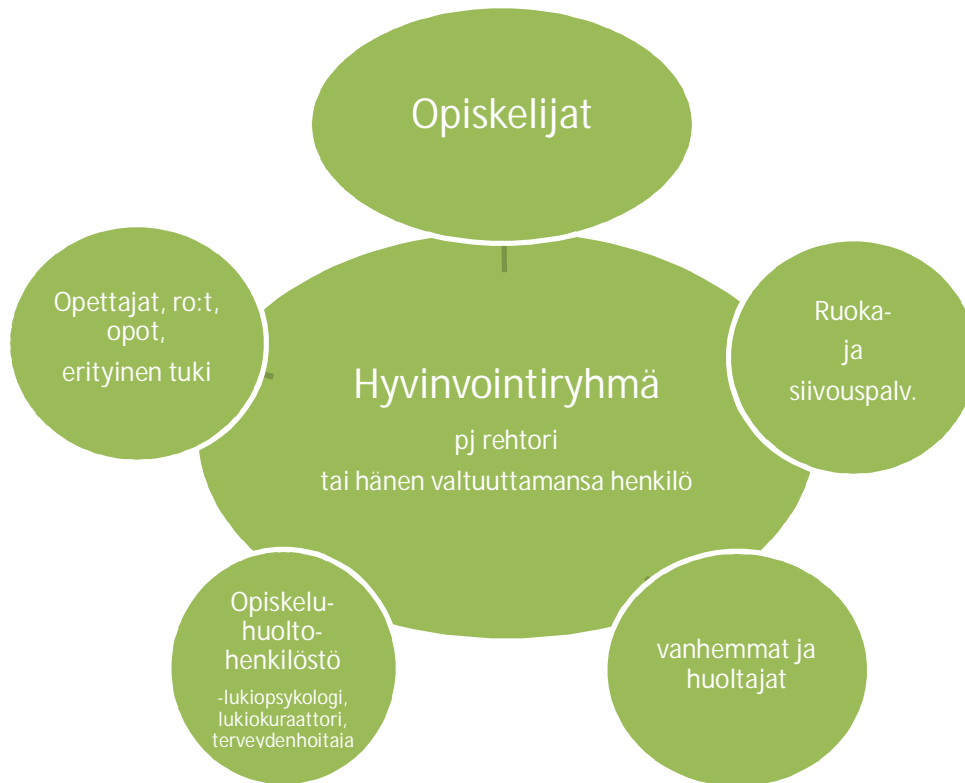 Opiskelijat
Opettajat, ro:t,
opot,
erityinen tuki
Ruoka-
ja
siivouspalv.
Hyvinvointiryhmä
pj rehtori
tai hänen valtuuttamansa henkilö
Opiskelu-
huolto-
henkilöstö
-lukiopsykologi,
lukiokuraattori,
terveydenhoitaja
vanhemmat ja
huoltajat